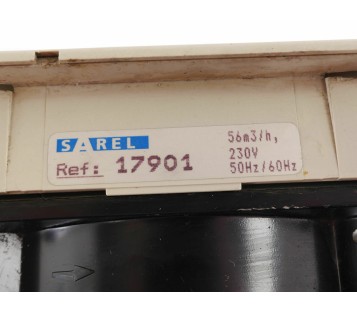 SAREL
Ref: 17901
56m3/h,
230V
50Hz/60Hz